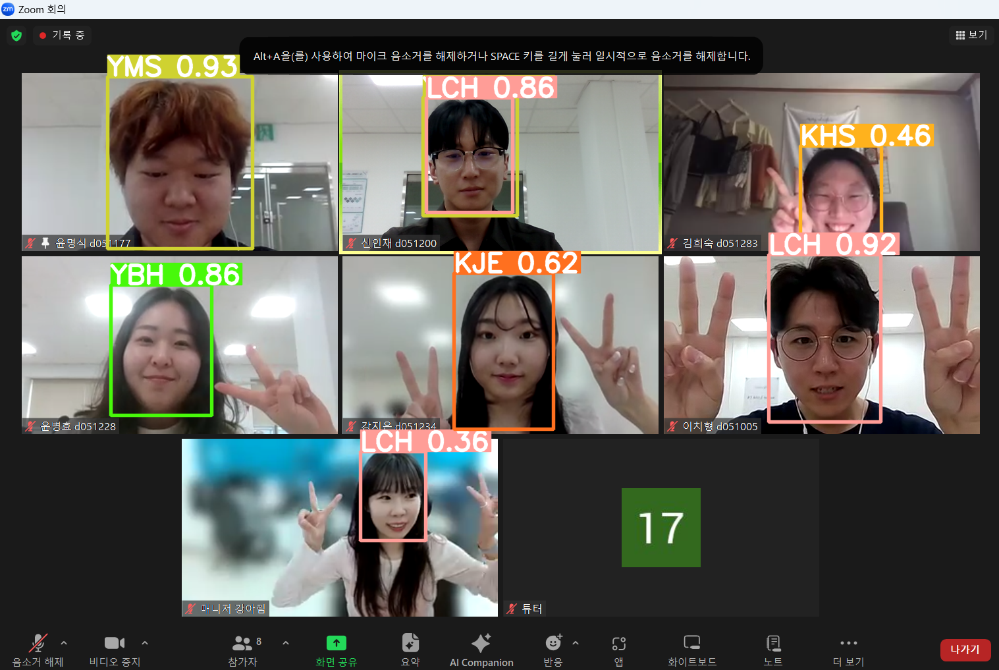 Zoom 회의
기록 중
보기
Alt+A을(를) 사용하여 마이크 음소거를 해제하거나 SPACE 키를 길게 눌러 일시적으로 음소거를 해제합니다.
YMS 0.93
LCH 0.86
KHS 0.46
윤명식 d051177
신인재 d051200
김희숙 d051283
YBH 0.86
KJE 0.62
LCH 0.92
윤병효 d051228
강지은 d051234
이치형 d051005
LCH 0.36
17
매니저 강아림
튜터
음소거 해제
비디오 중지
8
참가자
화면 공유
요약
AI Companion
반응
앱
화이트보드
노트
더 보기
나가기